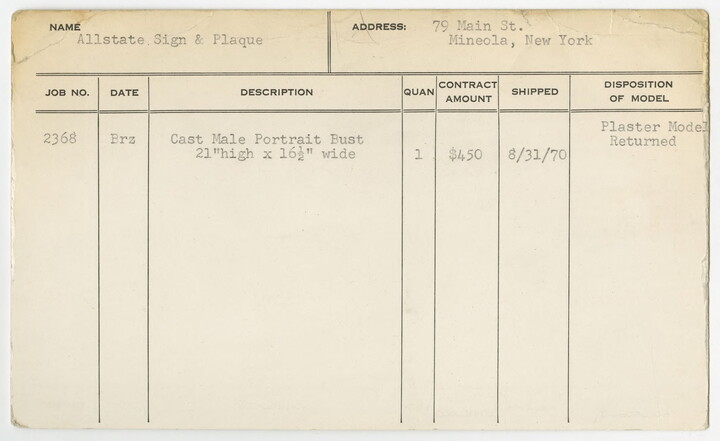 NAME Allstate Sign & Plaque
ADDRESS: 79 Main St.
Mineola, New York
JOB NO. DATE DESCRIPTION QUAN CONTRACT AMOUNT SHIPPED DISPOSITION OF MODEL
2368 Brz Cast Male Portrait Bust Plaster Model
21"high x 16½" wide 1 $450 8/31/70 Returned